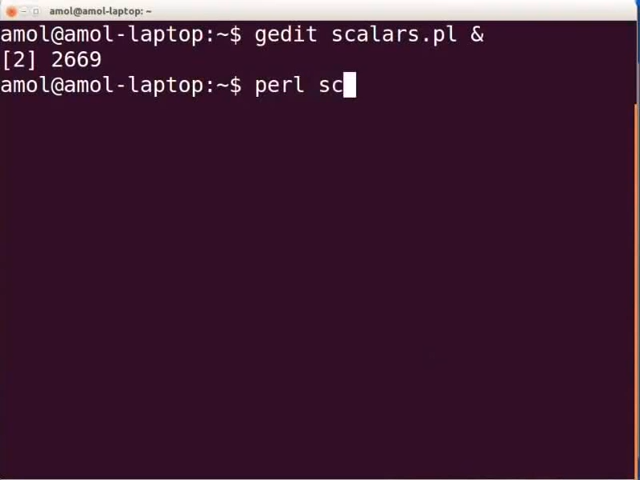 amol@amol-laptop: ~
amol@amol-laptop:~$ gedit scalars.pl &
[2] 2669
amol@amol-laptop:~$ perl sc